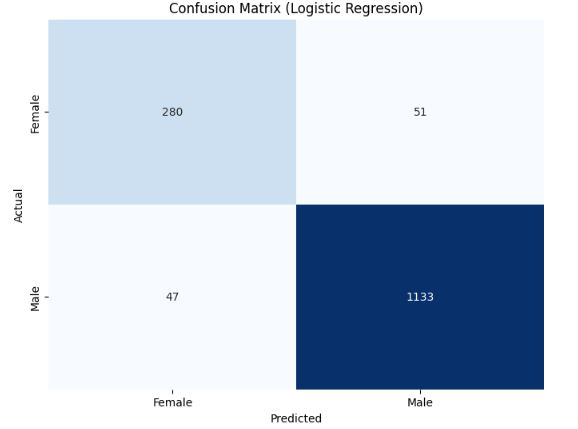 Confusion Matrix (Logistic Regression)
Actual
Female
280
51
Male
47
1133
Female
Male
Predicted